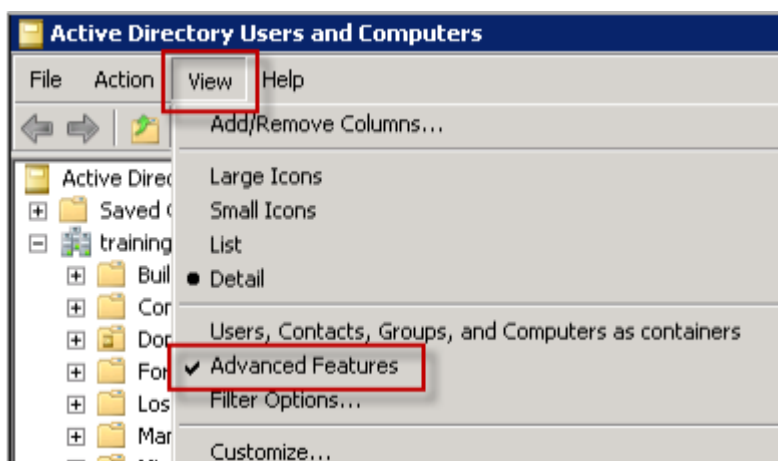 Active Directory Users and Computers
File Action View Help
Add/Remove Columns...
Active Direc Large Icons
Saved Small Icons
training List
Buil Detail
Cor
Dor Users, Contacts, Groups, and Computers as containers
For Advanced Features
Los Filter Options...
Mar
Customize...